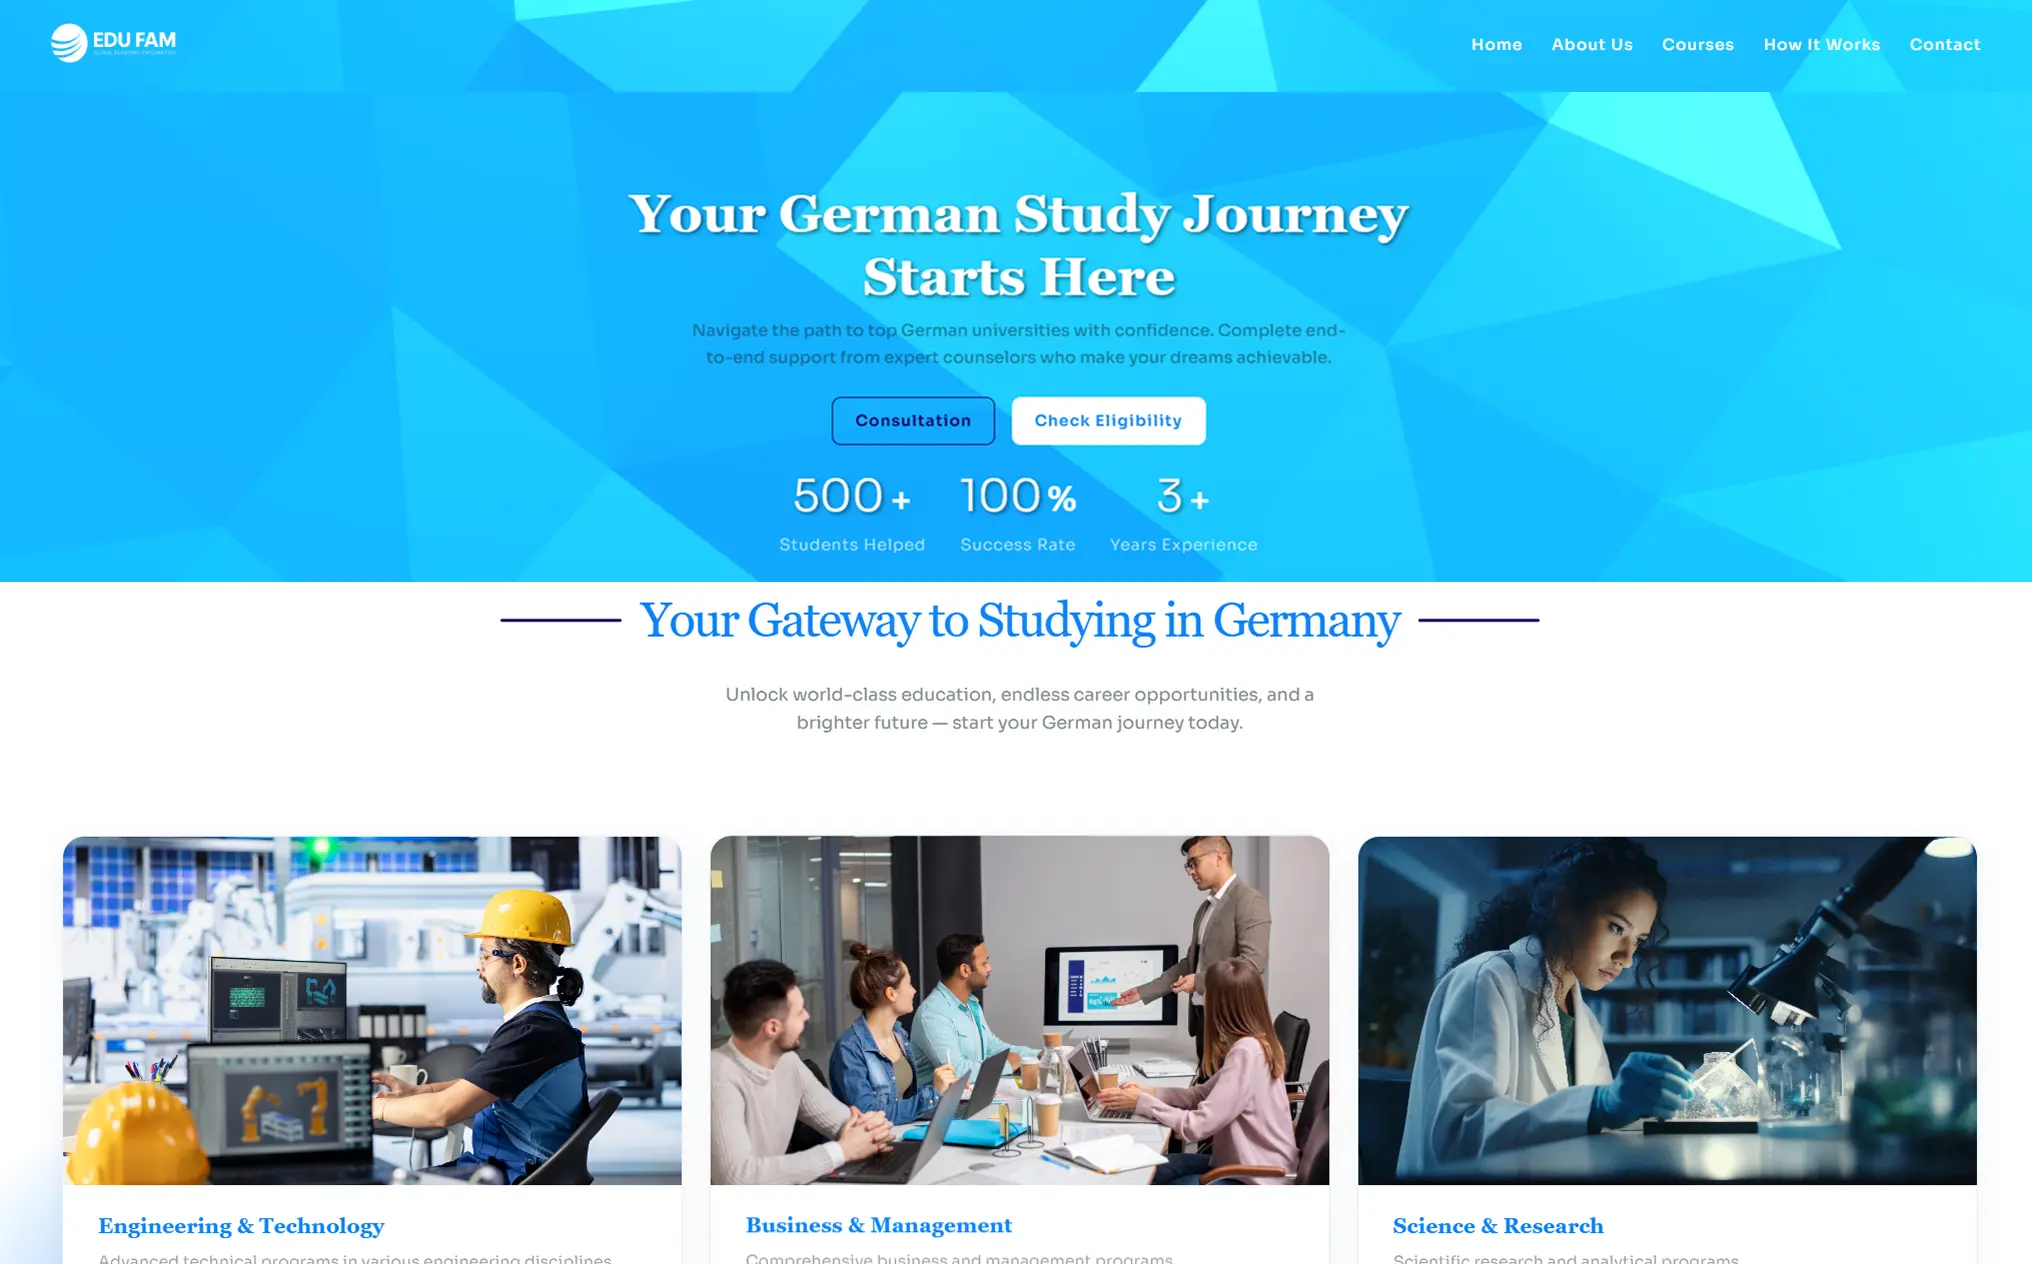 EDU FAM
Home About Us Courses How It Works Contact
Your German Study Journey
Starts Here
Navigate the path to top German universities with confidence. Complete end-
to-end support from expert counselors who make your dreams achievable.
Consultation Check Eligibility
500+ 100% 3+
Students Helped Success Rate Years Experience
Your Gateway to Studying in Germany
Unlock world-class education, endless career opportunities, and a
brighter future — start your German journey today.
Engineering & Technology
Advanced technical programs in various engineering disciplines
Business & Management
Comprehensive business and management programs
Science & Research
Scientific research and analytical programs